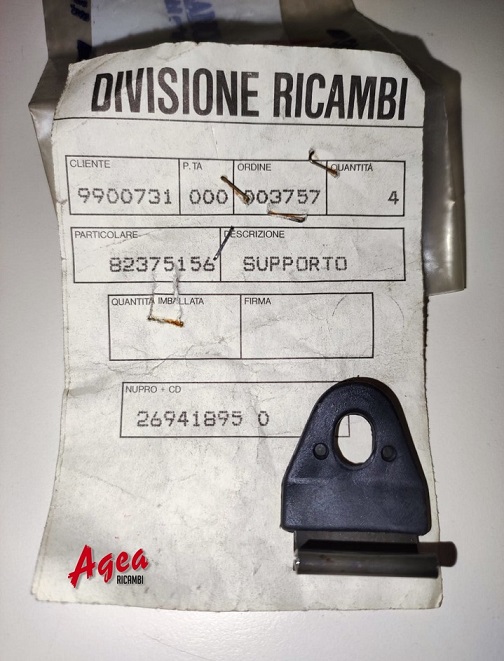 DIVISIONE RICAMBI
CLIENTE P.TA ORDINE QUANTITÀ
9900731 000 003757 4
PARTICOLARE DESCRIZIONE
82375156 SUPPORTO
QUANTITÀ IMBALLATA FIRMA
NUPRO + CD
26941895 0
Agea
RICAMBI